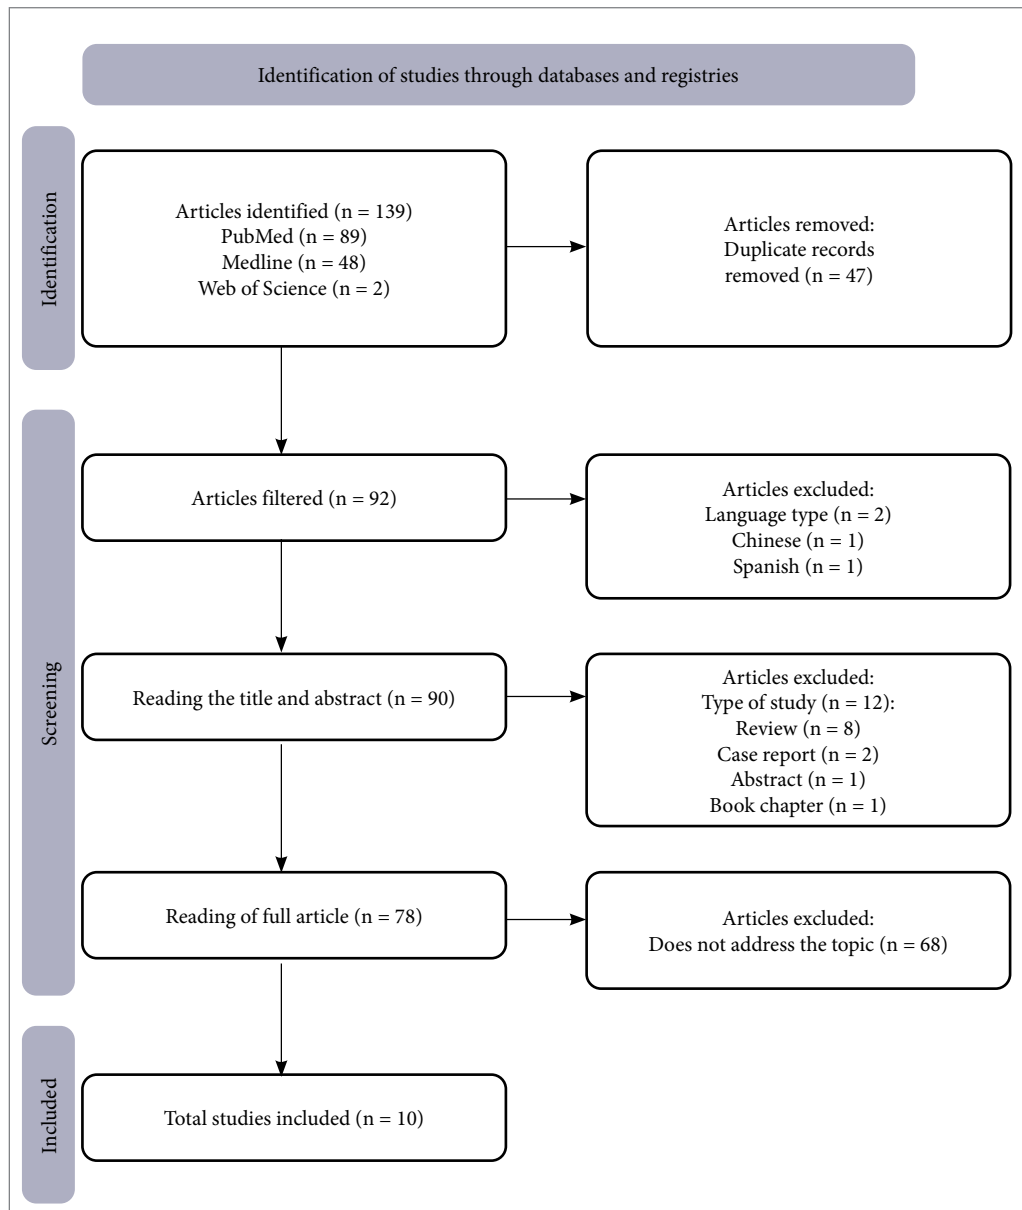 Identification of studies through databases and registries
Identification
Articles identified (n = 139)
PubMed (n = 89)
Medline (n = 48)
Web of Science (n = 2)
Articles removed:
Duplicate records
removed (n = 47)
Screening
Articles filtered (n = 92)
Articles excluded:
Language type (n = 2)
Chinese (n = 1)
Spanish (n = 1)
Reading the title and abstract (n = 90)
Articles excluded:
Type of study (n = 12):
Review (n = 8)
Case report (n = 2)
Abstract (n = 1)
Book chapter (n = 1)
Reading of full article (n = 78)
Articles excluded:
Does not address the topic (n = 68)
Included
Total studies included (n = 10)